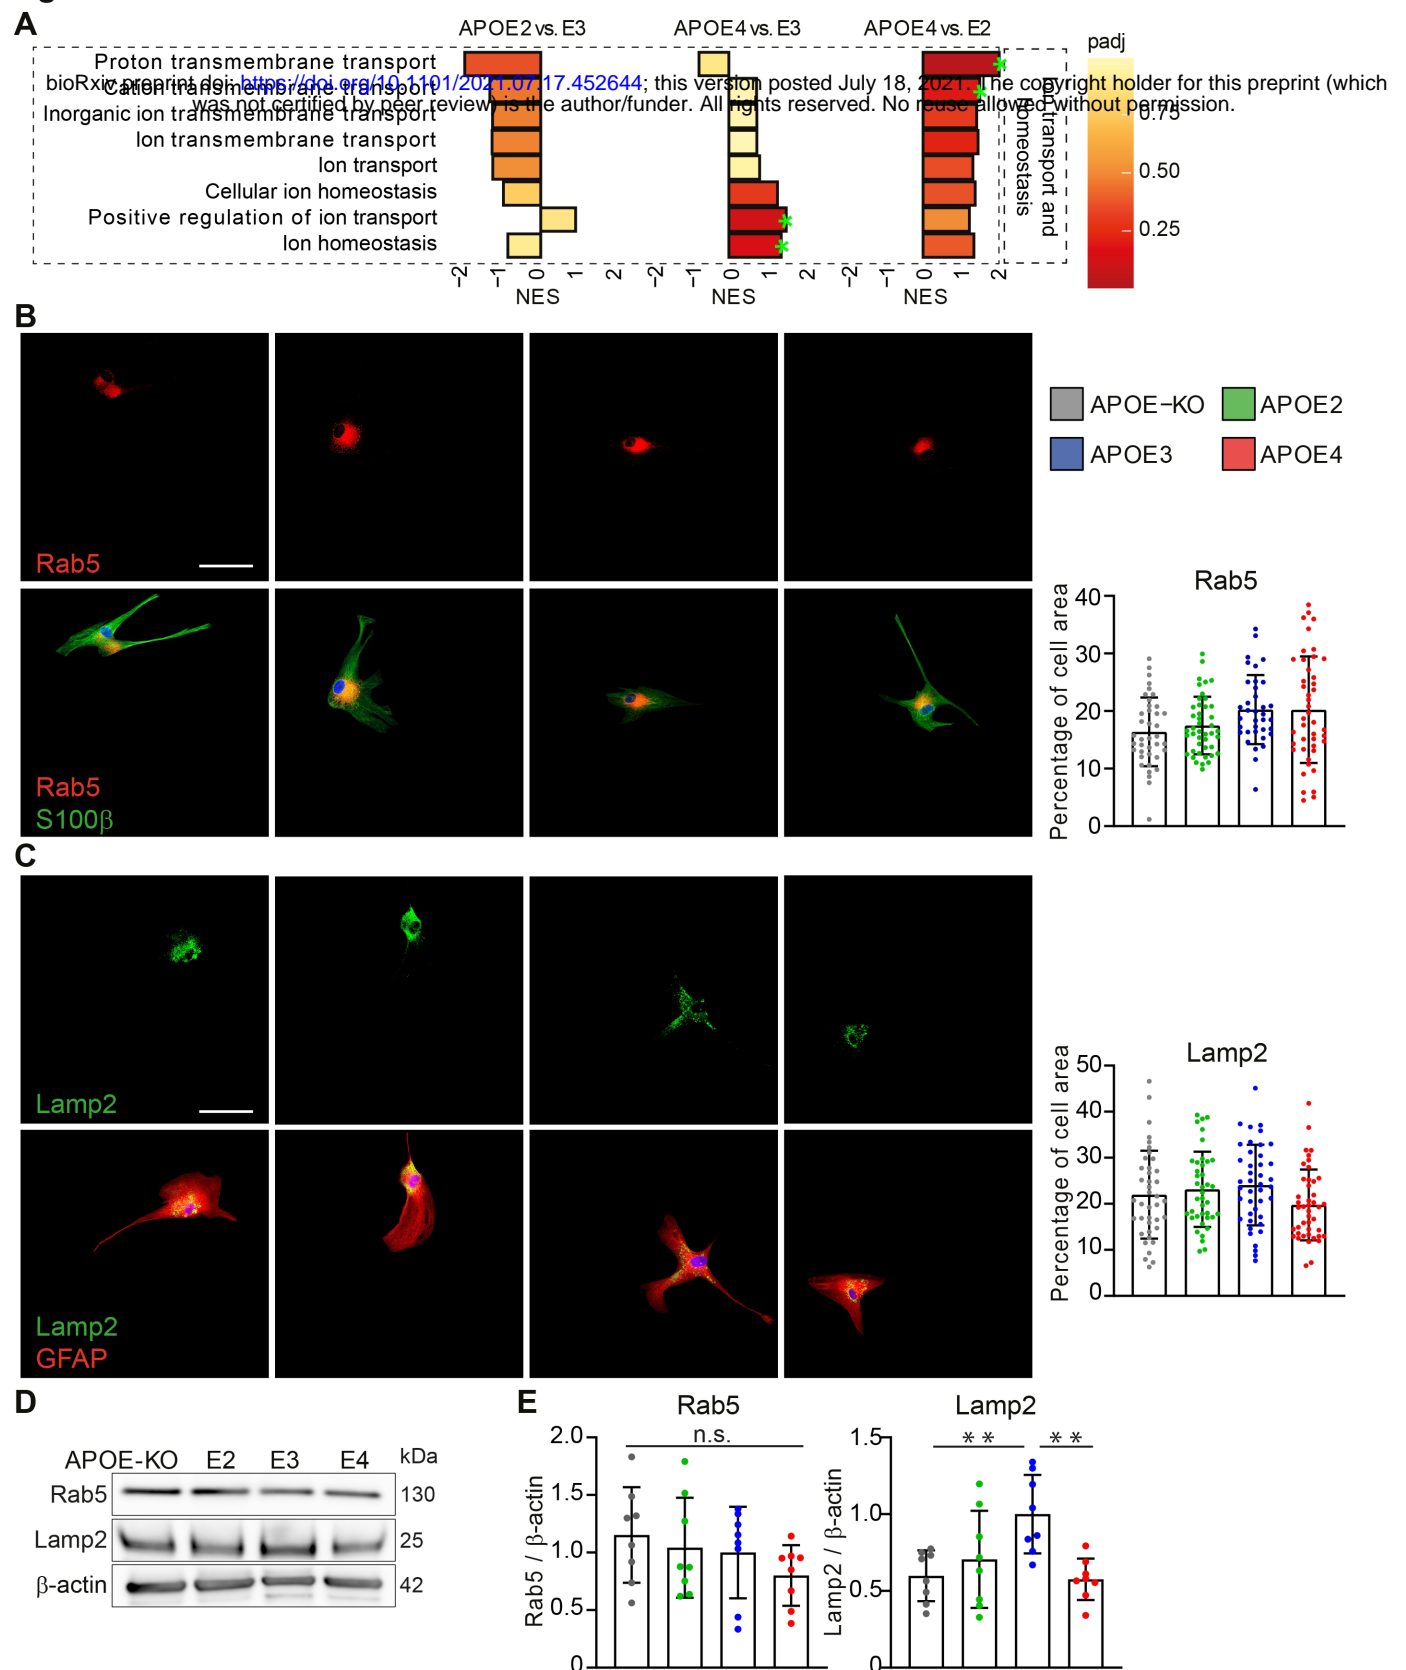 A
APOE2 vs. E3
APOE4 vs. E3
APOE4 vs. E2
padj
Proton transmembrane transport
bioRxiv preprint doi: https://doi.org/10.1101/2021.07.17.452644; this version posted July 18, 2021. The copyright holder for this preprint (which
Cation transmembrane transport
was not certified by peer review) is the author/funder. All rights reserved. No reuse allowed without permission.
Inorganic ion transmembrane transport
Ion transmembrane transport
Ion transport
Cellular ion homeostasis
Positive regulation of ion transport
Ion homeostasis
Ion transport and
homeostasis
0.75
0.50
0.25
−2 −1 0 1 2
−2 −1 0 1 2
−2 −1 0 1 2
NES
NES
NES
B
APOE−KO
APOE2
APOE3
APOE4
Rab5
Rab5
S100β
Rab5
Percentage of cell area
40
30
20
10
0
C
Lamp2
Lamp2
GFAP
Lamp2
Percentage of cell area
50
40
30
20
10
0
D
APOE-KO E2 E3 E4 kDa
Rab5 130
Lamp2 25
β-actin 42
E
Rab5
n.s.
Rab5 / β-actin
2.0
1.5
1.0
0.5
0
Lamp2
** **
Lamp2 / β-actin
1.5
1.0
0.5
0